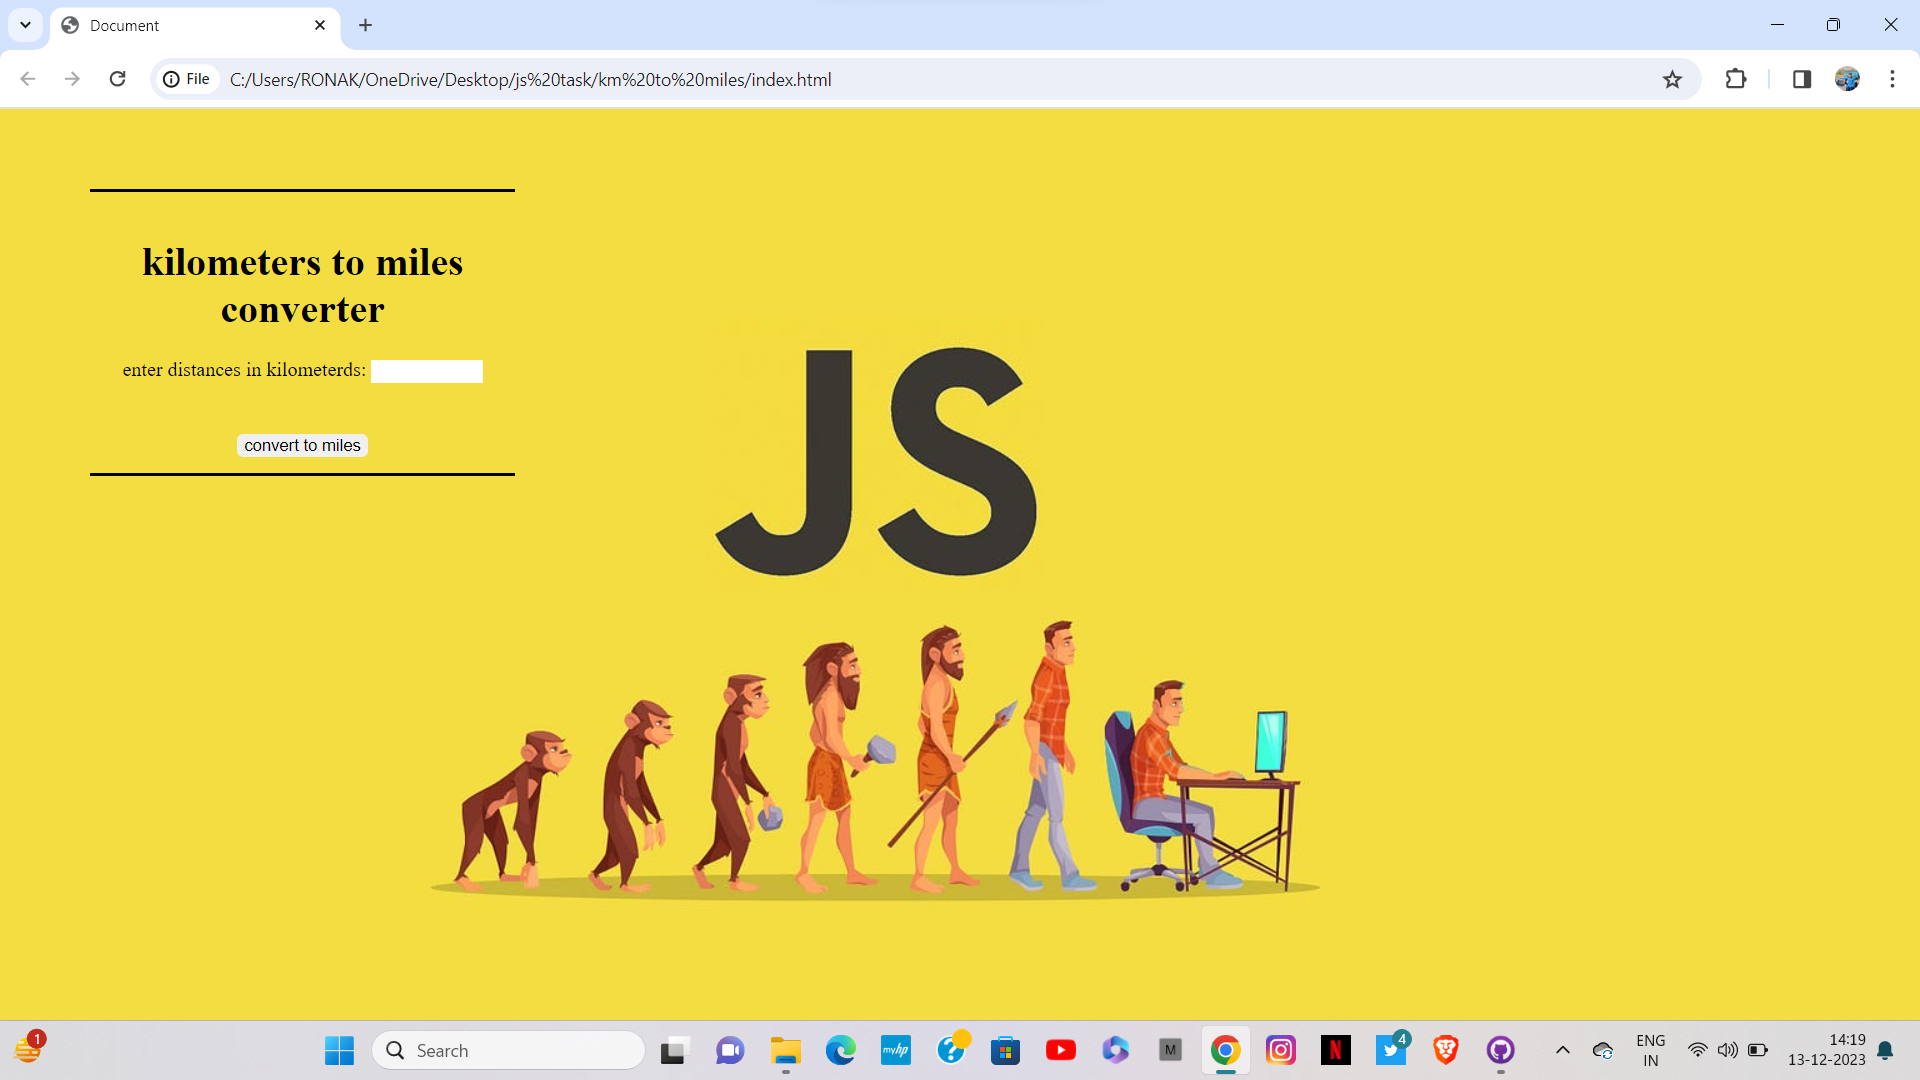 Document
File
C:/Users/RONAK/OneDrive/Desktop/js%20task/km%20to%20miles/index.html
kilometers to miles
converter
enter distances in kilometerds:
convert to miles
JS
1
Search
myhp
?
M
N
4
ENG
IN
14:19
13-12-2023